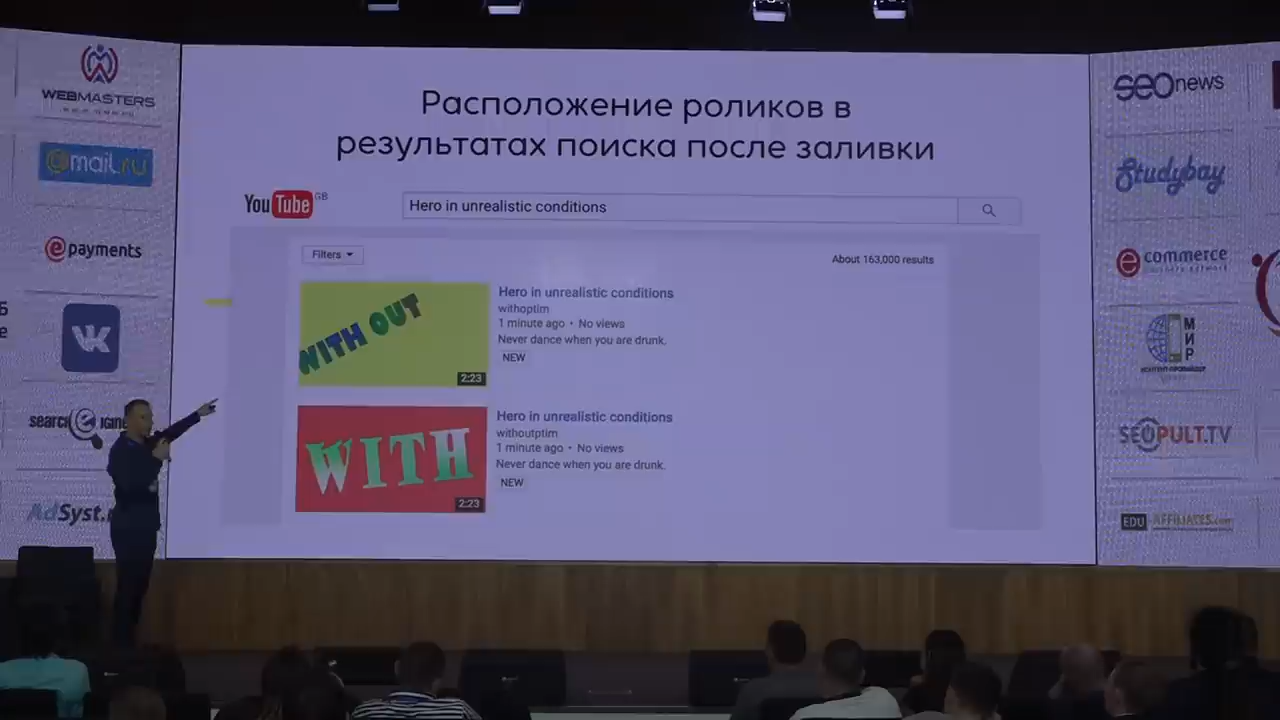 Расположение роликов в
результатах поиска после заливки
YouTube GB
Hero in unrealistic conditions
Filters
About 163,000 results
WITH OUT
2:23
Hero in unrealistic conditions
withoptim
1 minute ago • No views
Never dance when you are drunk.
NEW
WITH
2:23
Hero in unrealistic conditions
withoutptim
1 minute ago • No views
Never dance when you are drunk.
NEW
WEBMASTERS
@mail.ru
epayments
VK
search
AdSyst.
SEOnews
Studybay
ecommerce
МИР
КОНТЕНТ-ПРОВАЙДЕР
SEOPULT.TV
EDU AFFILIATES.com